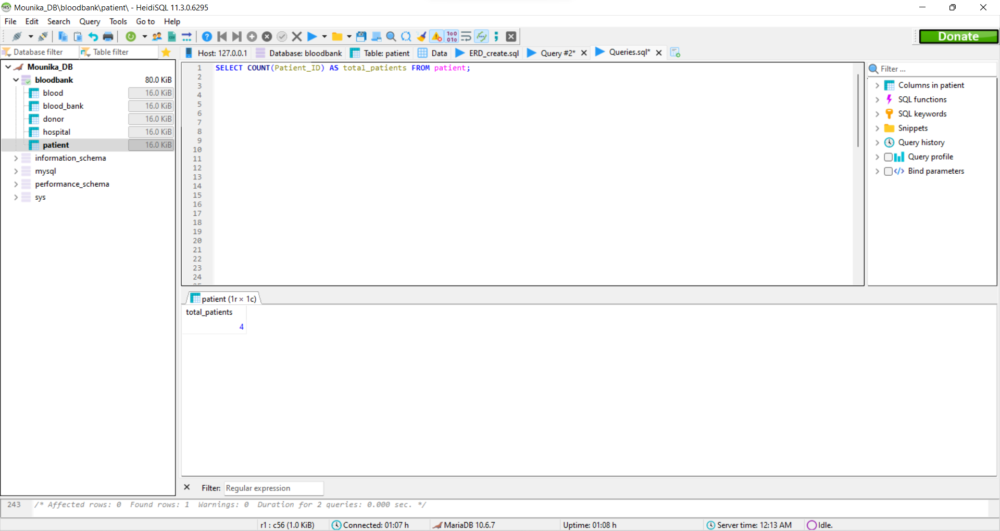 Mounika_DB\bloodbank\patient\ - HeidiSQL 11.3.0.6295
File Edit Search Query Tools Go to Help
Donate
Database filter Table filter
Host: 127.0.0.1 Database: bloodbank Table: patient Data ERD_create.sql Query #2* Queries.sql*
Mounika_DB
bloodbank 80.0 KiB
blood 16.0 KiB
blood_bank 16.0 KiB
donor 16.0 KiB
hospital 16.0 KiB
patient 16.0 KiB
information_schema
mysql
performance_schema
sys
1 SELECT COUNT(Patient_ID) AS total_patients FROM patient;
2
3
4
5
6
7
8
9
10
11
12
13
14
15
16
17
18
19
20
21
22
23
24
Filter ...
Columns in patient
SQL functions
SQL keywords
Snippets
Query history
Query profile
Bind parameters
patient (1r × 1c)
total_patients
4
Filter: Regular expression
243 /* Affected rows: 0 Found rows: 1 Warnings: 0 Duration for 2 queries: 0.000 sec. */
r1 : c56 (1.0 KiB) Connected: 01:07 h MariaDB 10.6.7 Uptime: 01:08 h Server time: 12:13 AM Idle.